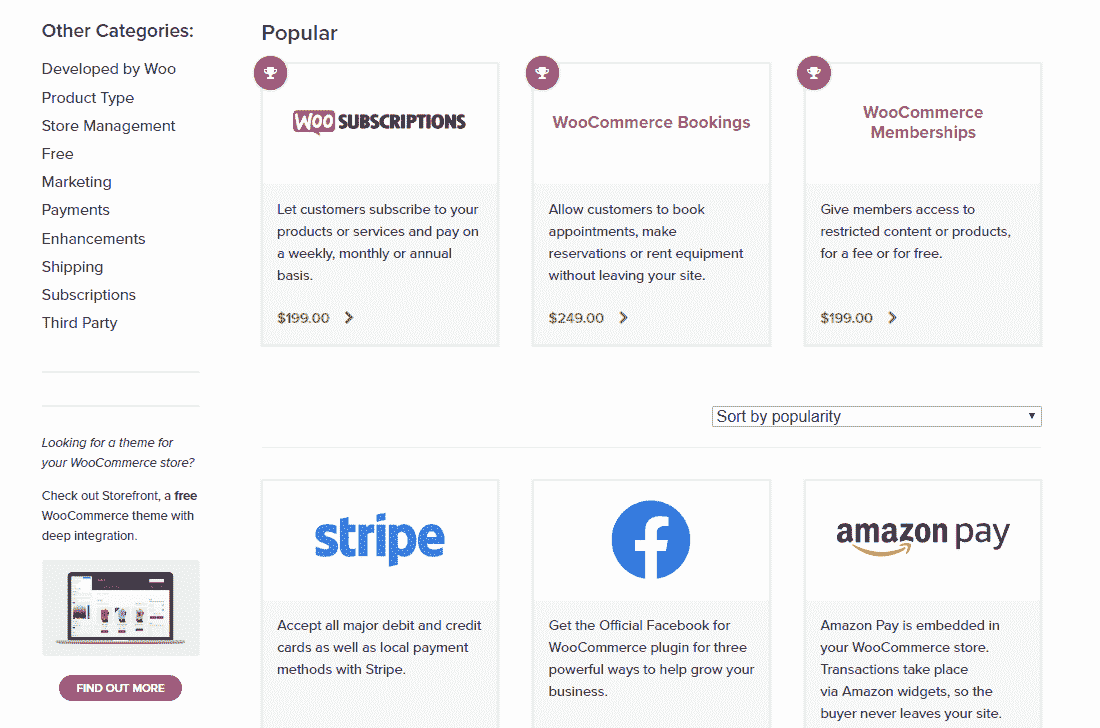 Other Categories:
Developed by Woo
Product Type
Store Management
Free
Marketing
Payments
Enhancements
Shipping
Subscriptions
Third Party
Looking for a theme for
your WooCommerce store?
Check out Storefront, a free
WooCommerce theme with
deep integration.
FIND OUT MORE
Popular
WOO SUBSCRIPTIONS
Let customers subscribe to your
products or services and pay on
a weekly, monthly or annual
basis.
$199.00
WooCommerce Bookings
Allow customers to book
appointments, make
reservations or rent equipment
without leaving your site.
$249.00
WooCommerce
Memberships
Give members access to
restricted content or products,
for a fee or for free.
$199.00
Sort by popularity
stripe
Accept all major debit and credit
cards as well as local payment
methods with Stripe.
f
Get the Official Facebook for
WooCommerce plugin for three
powerful ways to help grow your
business.
amazon pay
Amazon Pay is embedded in
your WooCommerce store.
Transactions take place
via Amazon widgets, so the
buyer never leaves your site.